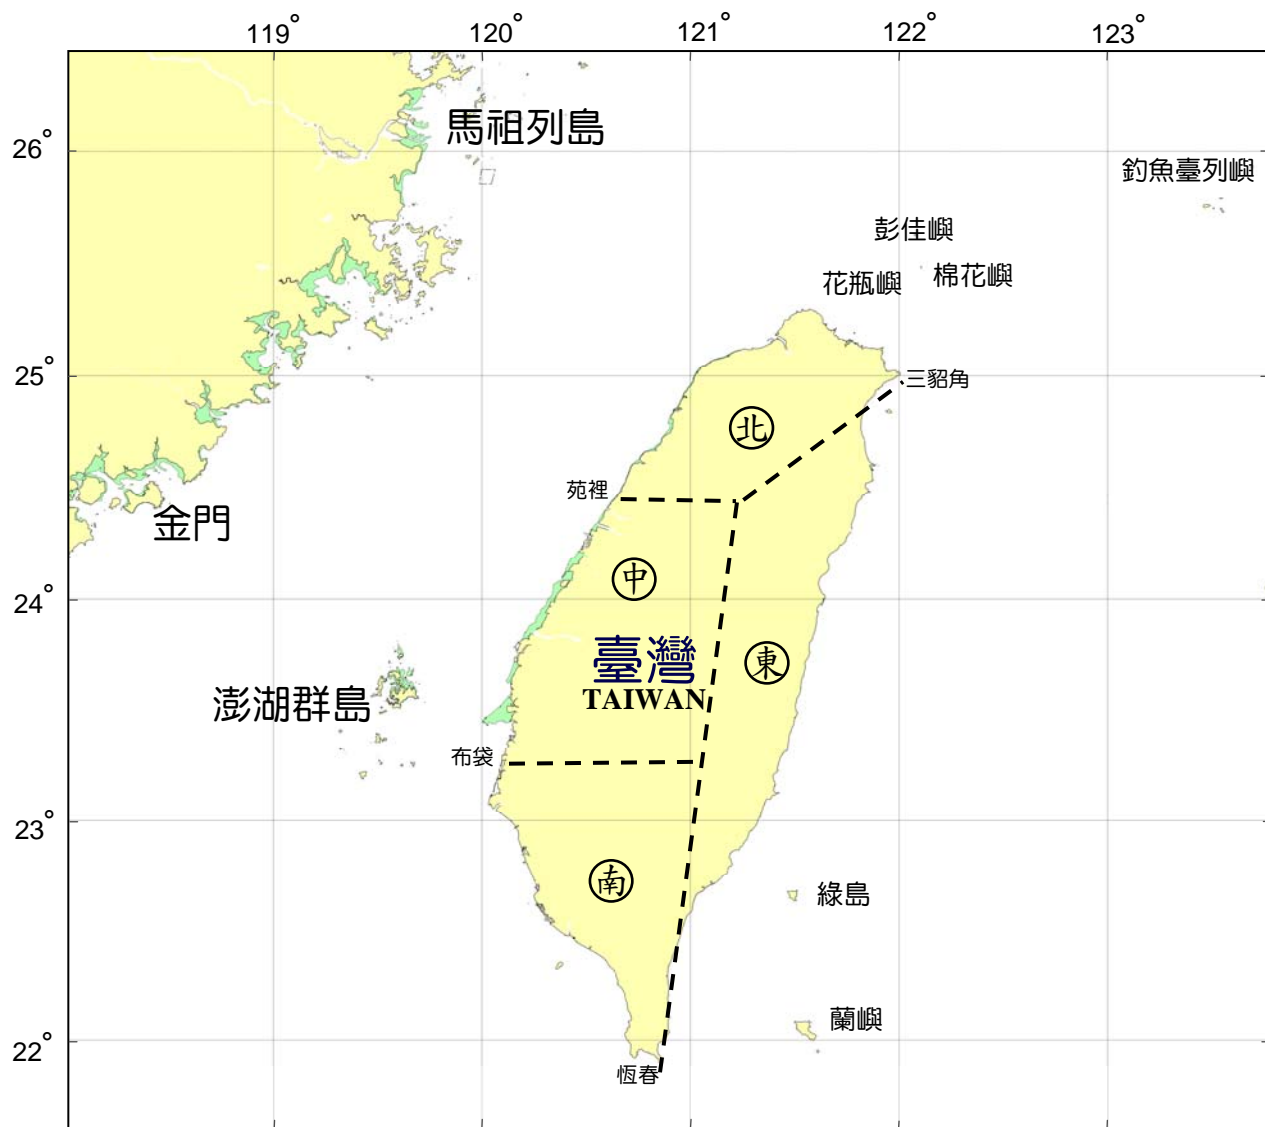 119°
120°
121°
122°
123°
馬祖列島
26°
釣魚臺列嶼
彭佳嶼
花瓶嶼
棉花嶼
25°
三貂角
北
苑裡
金門
中
24°
臺灣
TAIWAN
東
澎湖群島
布袋
23°
南
綠島
蘭嶼
22°
恆春